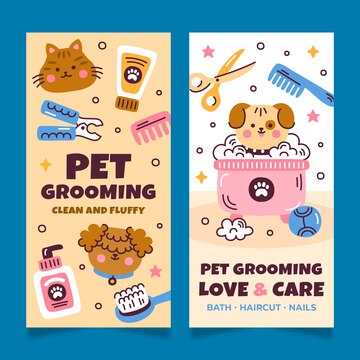 PET
GROOMING
CLEAN AND FLUFFY
PET GROOMING
LOVE & CARE
BATH · HAIRCUT · NAILS